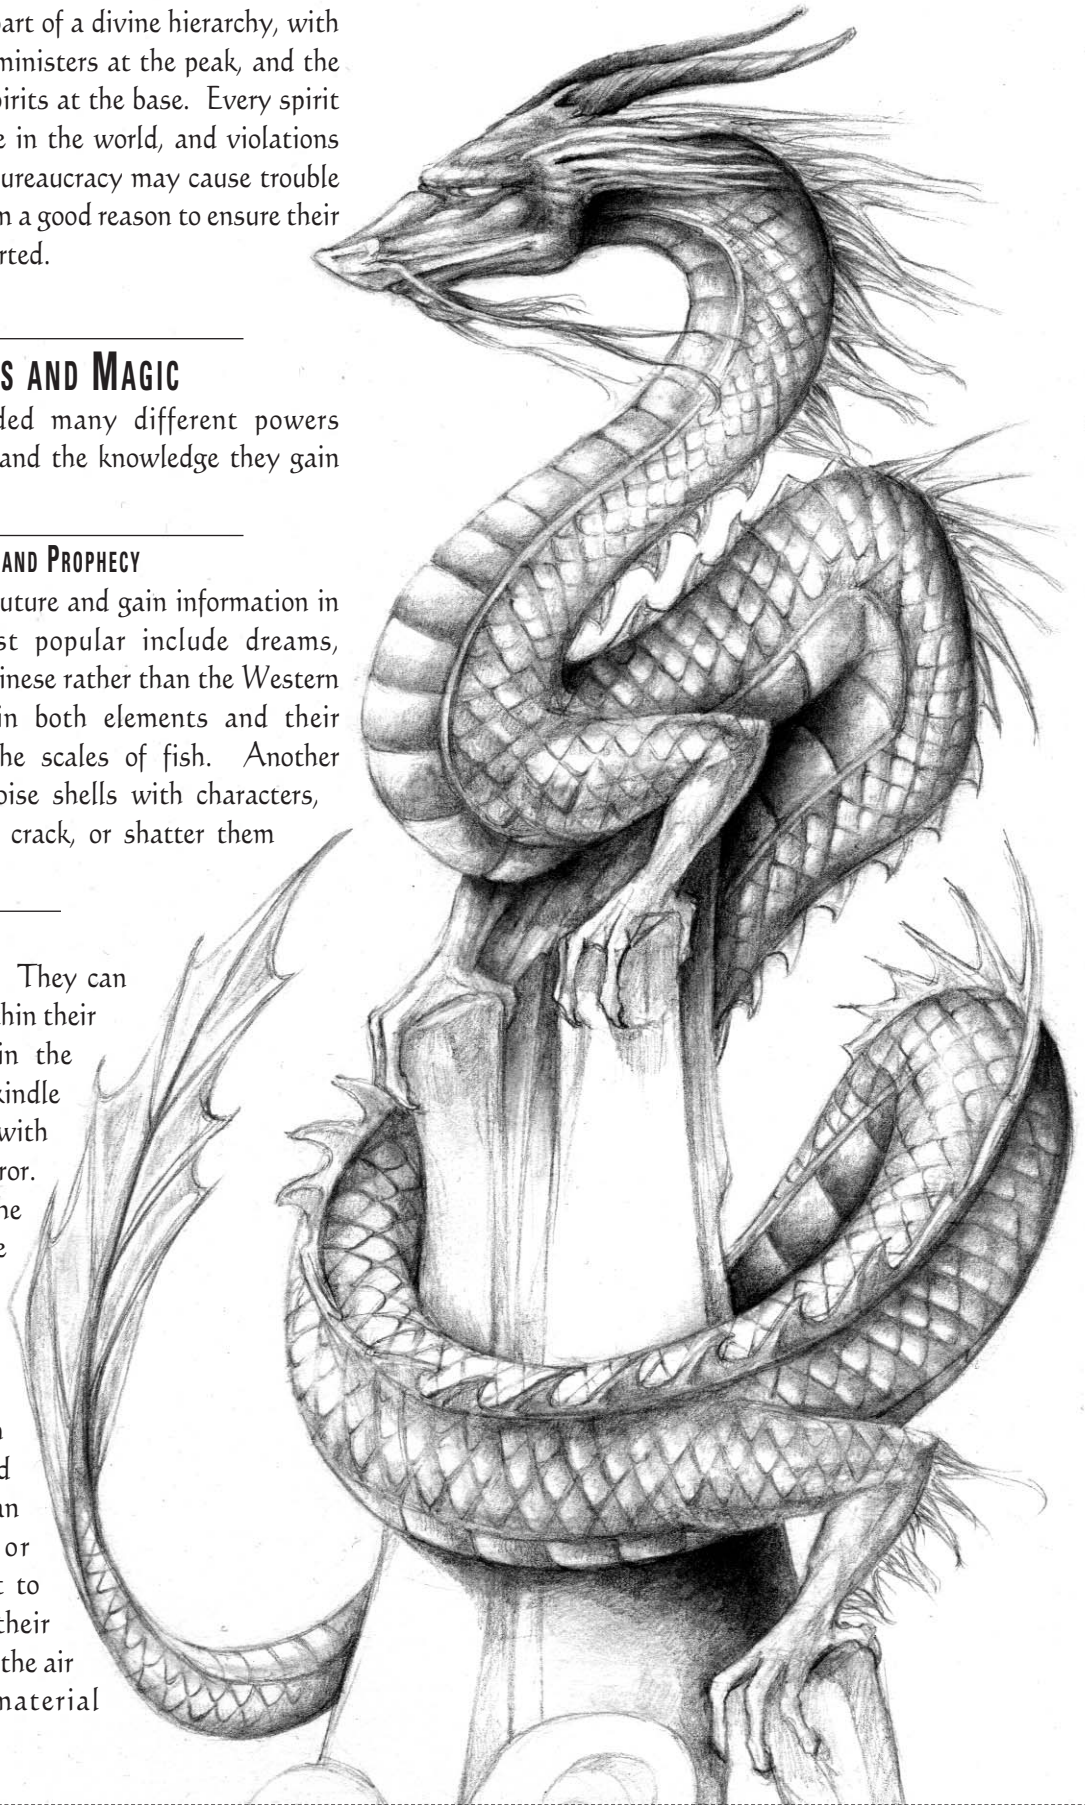 part of a divine hierarchy, with
ministers at the peak, and the
pirits at the base. Every spirit
e in the world, and violations
ureaucracy may cause trouble
n a good reason to ensure their
rted.
S AND MAGIC
ded many different powers
and the knowledge they gain
AND PROPHECY
uture and gain information in
st popular include dreams,
inese rather than the Western
in both elements and their
he scales of fish. Another
oise shells with characters,
crack, or shatter them
They can
hin their
in the
kindle
with
ror.
he
e
n
d
an
or
t to
their
the air
material